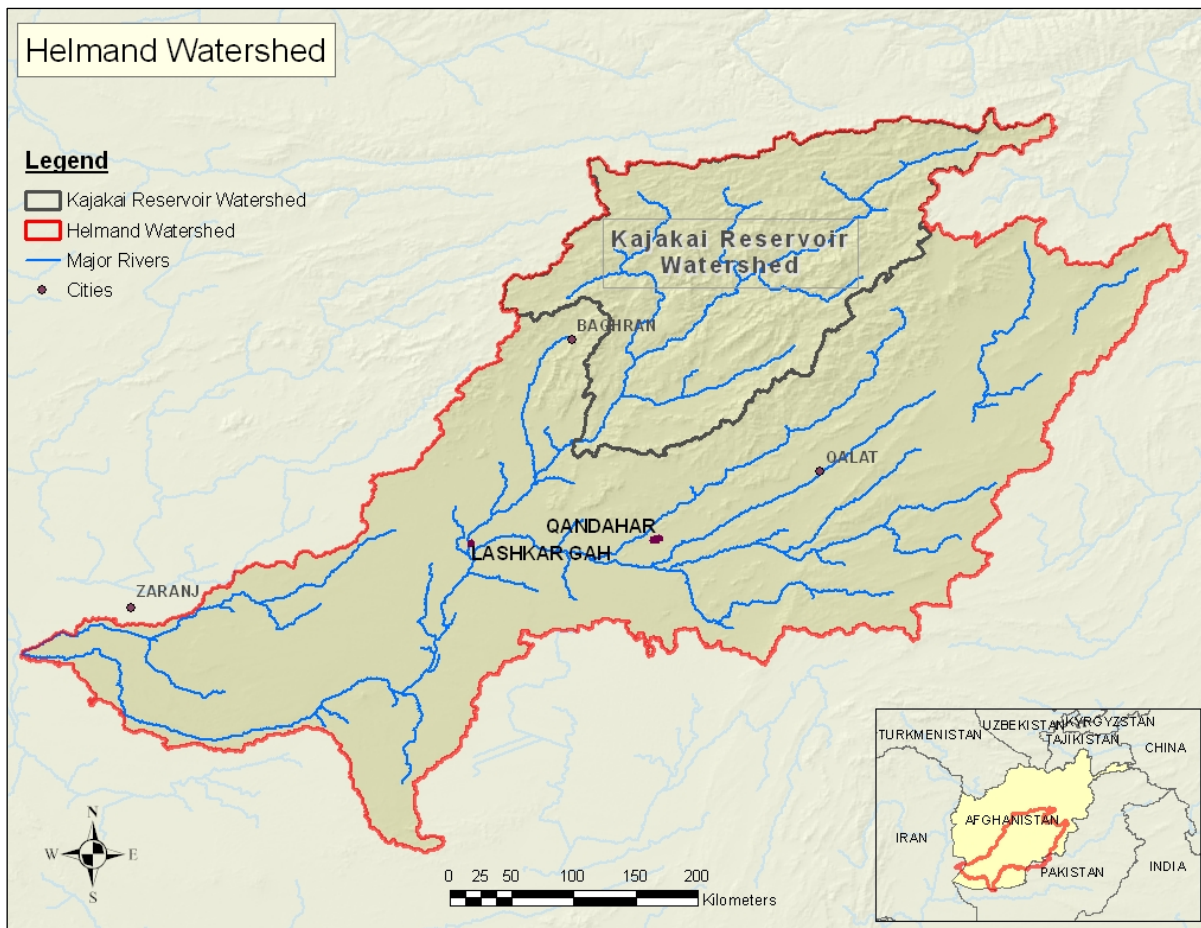 Helmand Watershed
Legend
Kajakai Reservoir Watershed
Helmand Watershed
Major Rivers
Cities
Kajakai Reservoir
Watershed
BAGHRAN
QALAT
QANDAHAR
LASHKAR GAH
ZARANJ
N
W
E
S
0 25 50 100 150 200
Kilometers
UZBEKISTAN
KYRGYZSTAN
TURKMENISTAN
TAJIKISTAN
CHINA
AFGHANISTAN
IRAN
PAKISTAN
INDIA